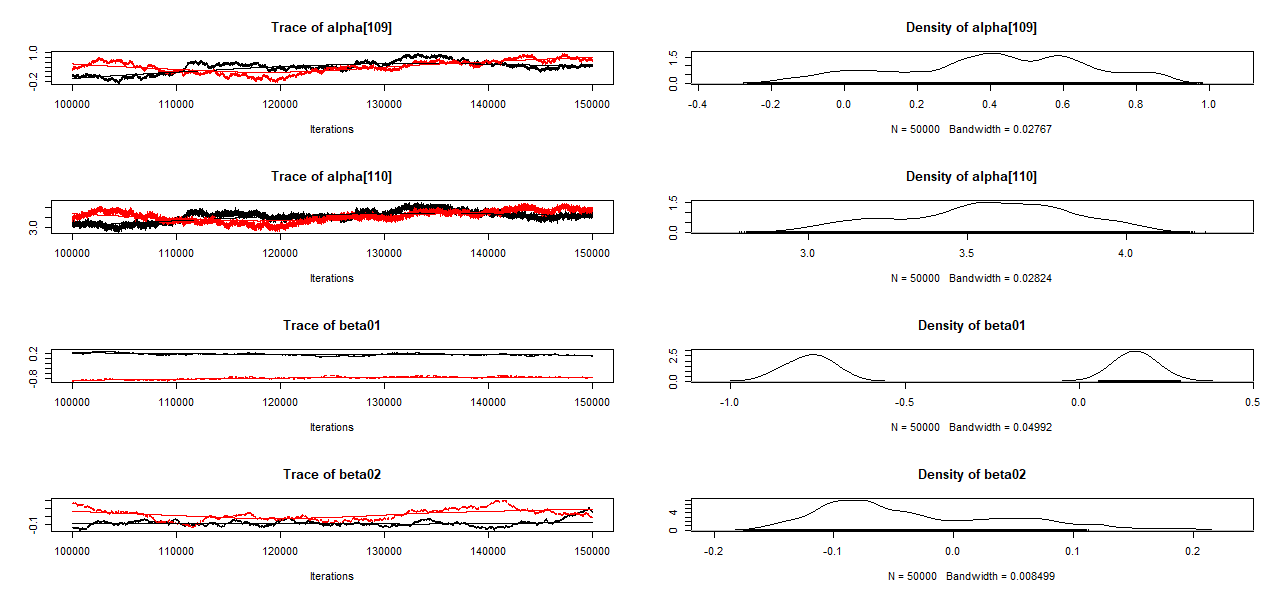 Trace of alpha[109]
1.0
-0.2
100000 110000 120000 130000 140000 150000
Iterations
Density of alpha[109]
1.5
0.0
-0.4 -0.2 0.0 0.2 0.4 0.6 0.8 1.0
N = 50000 Bandwidth = 0.02767
Trace of alpha[110]
3.0
100000 110000 120000 130000 140000 150000
Iterations
Density of alpha[110]
1.5
0.0
3.0 3.5 4.0
N = 50000 Bandwidth = 0.02824
Trace of beta01
0.2
-0.8
100000 110000 120000 130000 140000 150000
Iterations
Density of beta01
2.5
0.0
-1.0 -0.5 0.0 0.5
N = 50000 Bandwidth = 0.04992
Trace of beta02
-0.1
100000 110000 120000 130000 140000 150000
Iterations
Density of beta02
4
0
-0.2 -0.1 0.0 0.1 0.2
N = 50000 Bandwidth = 0.008499